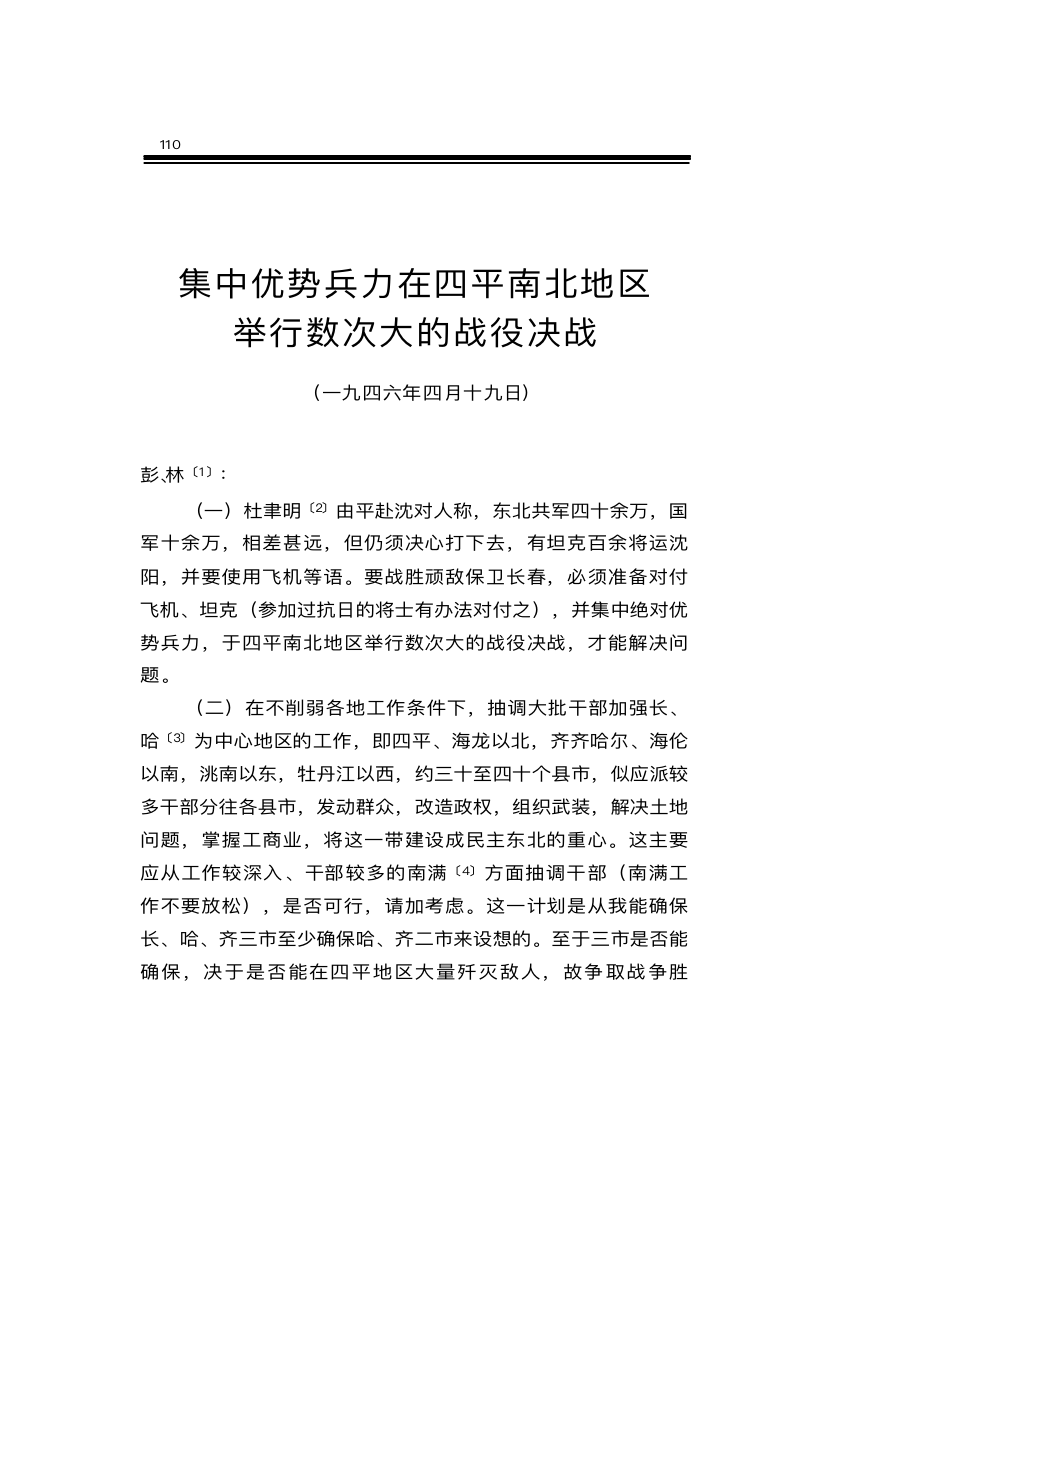 110
集中优势兵力在四平南北地区
举行数次大的战役决战
（一九四六年四月十九日）
彭、林〔1〕：
（一）杜聿明〔2〕由平赴沈对人称，东北共军四十余万，国
军十余万，相差甚远，但仍须决心打下去，有坦克百余将运沈
阳，并要使用飞机等语。要战胜顽敌保卫长春，必须准备对付
飞机、坦克（参加过抗日的将士有办法对付之），并集中绝对优
势兵力，于四平南北地区举行数次大的战役决战，才能解决问
题。
（二）在不削弱各地工作条件下，抽调大批干部加强长、
哈〔3〕为中心地区的工作，即四平、海龙以北，齐齐哈尔、海伦
以南，洮南以东，牡丹江以西，约三十至四十个县市，似应派较
多干部分往各县市，发动群众，改造政权，组织武装，解决土地
问题，掌握工商业，将这一带建设成民主东北的重心。这主要
应从工作较深入、干部较多的南满〔4〕方面抽调干部（南满工
作不要放松），是否可行，请加考虑。这一计划是从我能确保
长、哈、齐三市至少确保哈、齐二市来设想的。至于三市是否能
确保，决于是否能在四平地区大量歼灭敌人，故争取战争胜